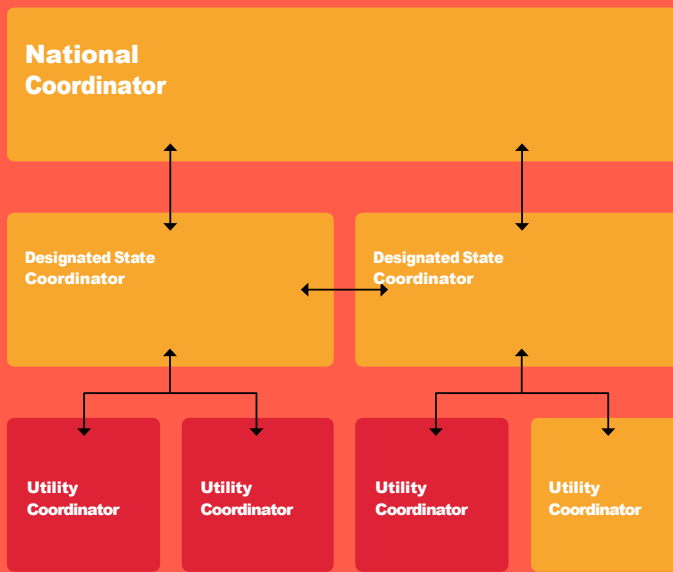 National
Coordinator
Designated State
Coordinator
Designated State
Coordinator
Utility
Coordinator
Utility
Coordinator
Utility
Coordinator
Utility
Coordinator